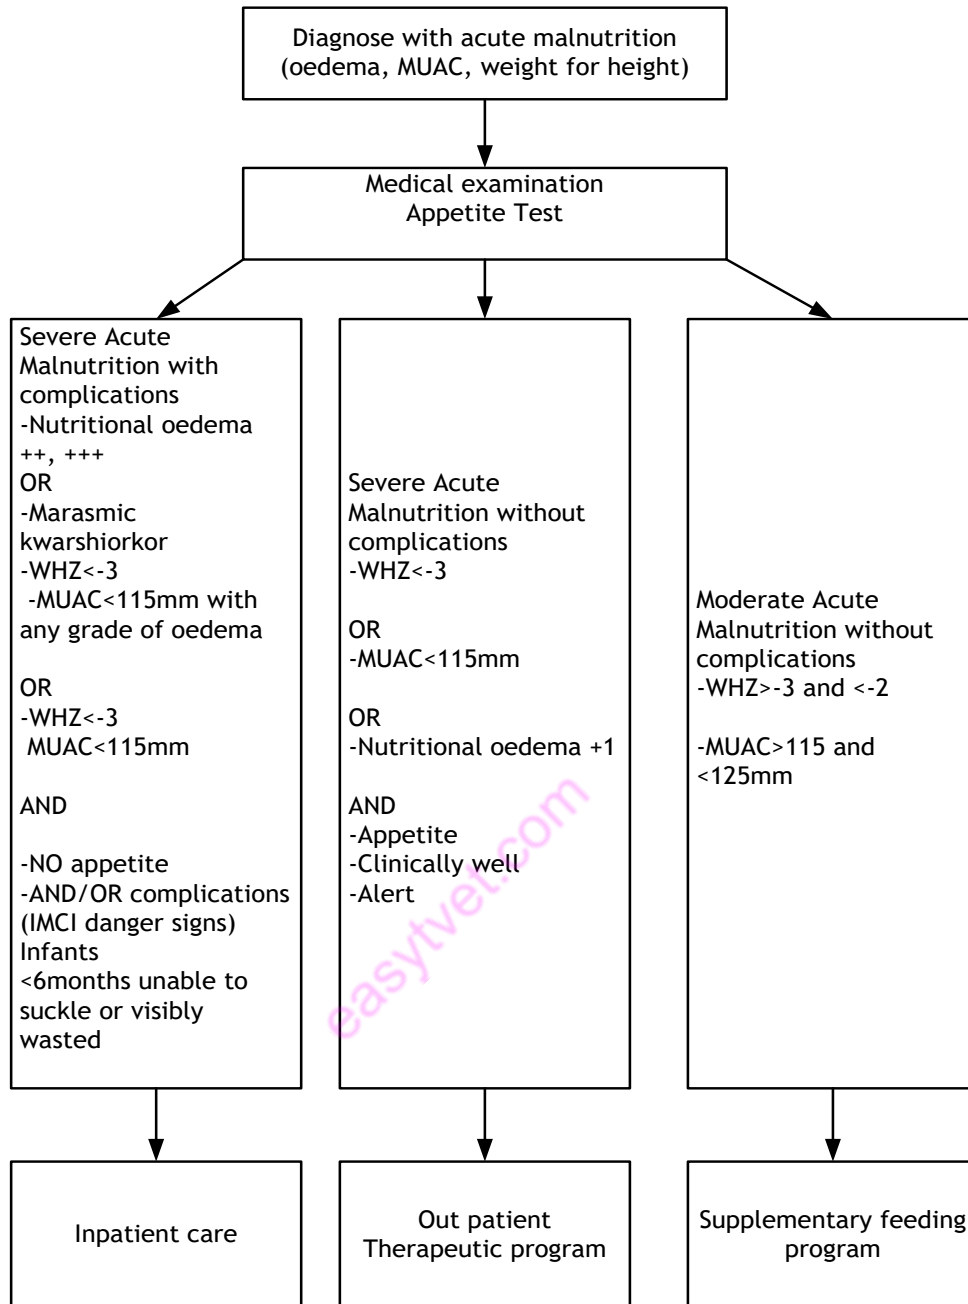 Diagnose with acute malnutrition
(oedema, MUAC, weight for height)
Medical examination
Appetite Test
Severe Acute
Malnutrition with
complications
-Nutritional oedema
++, +++
OR
-Marasmic
kwarshiorkor
-WHZ<-3
-MUAC<115mm with
any grade of oedema
OR
-WHZ<-3
MUAC<115mm
AND
-NO appetite
-AND/OR complications
(IMCI danger signs)
Infants
<6months unable to
suckle or visibly
wasted
Severe Acute
Malnutrition without
complications
-WHZ<-3
OR
-MUAC<115mm
OR
-Nutritional oedema +1
AND
-Appetite
-Clinically well
-Alert
Moderate Acute
Malnutrition without
complications
-WHZ>-3 and <-2
-MUAC>115 and
<125mm
Inpatient care
Out patient
Therapeutic program
Supplementary feeding
program
easytvet.com